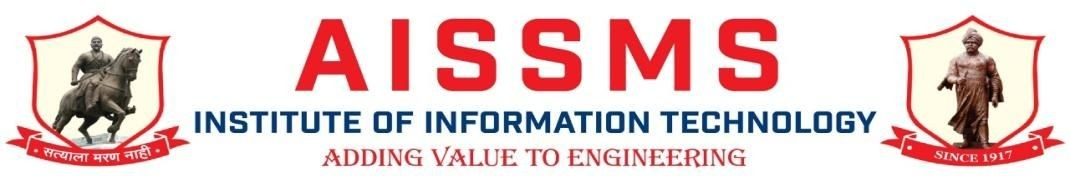 AISSMS
INSTITUTE OF INFORMATION TECHNOLOGY
ADDING VALUE TO ENGINEERING
सत्याला मरण नाही
SINCE 1917